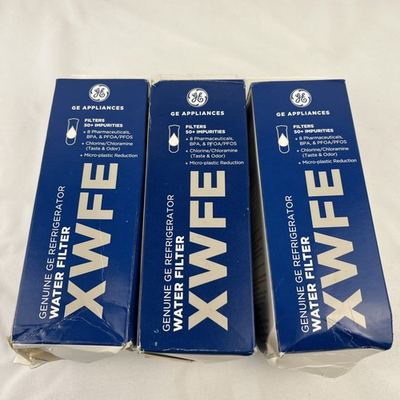 GE APPLIANCES
FILTERS
50+ IMPURITIES
• 8 Pharmaceuticals,
BPA, & PFOA/PFOS
• Chlorine/Chloramine
(Taste & Odor)
• Micro-plastic Reduction
GENUINE GE REFRIGERATOR
WATER FILTER
XWFE
GE APPLIANCES
FILTERS
50+ IMPURITIES
• 8 Pharmaceuticals,
BPA, & PFOA/PFOS
• Chlorine/Chloramine
(Taste & Odor)
• Micro-plastic Reduction
GENUINE GE REFRIGERATOR
WATER FILTER
XWFE
GE APPLIANCES
FILTERS
50+ IMPURITIES
• 8 Pharmaceuticals,
BPA, & PFOA/PFOS
• Chlorine/Chloramine
(Taste & Odor)
• Micro-plastic Reduction
GENUINE GE REFRIGERATOR
WATER FILTER
XWFE